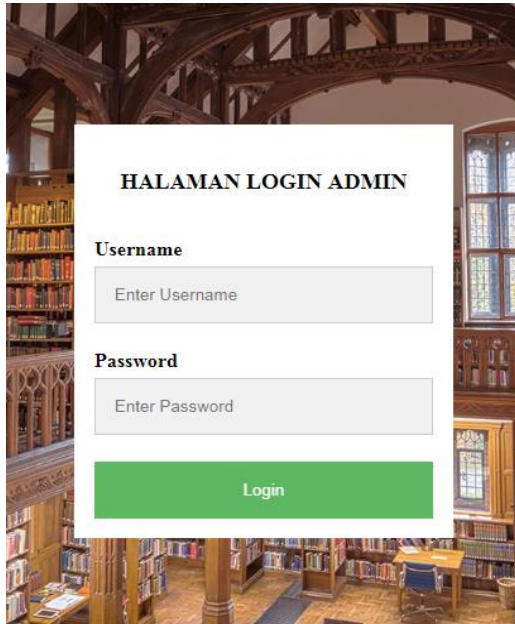 HALAMAN LOGIN ADMIN
Username
Enter Username
Password
Enter Password
Login